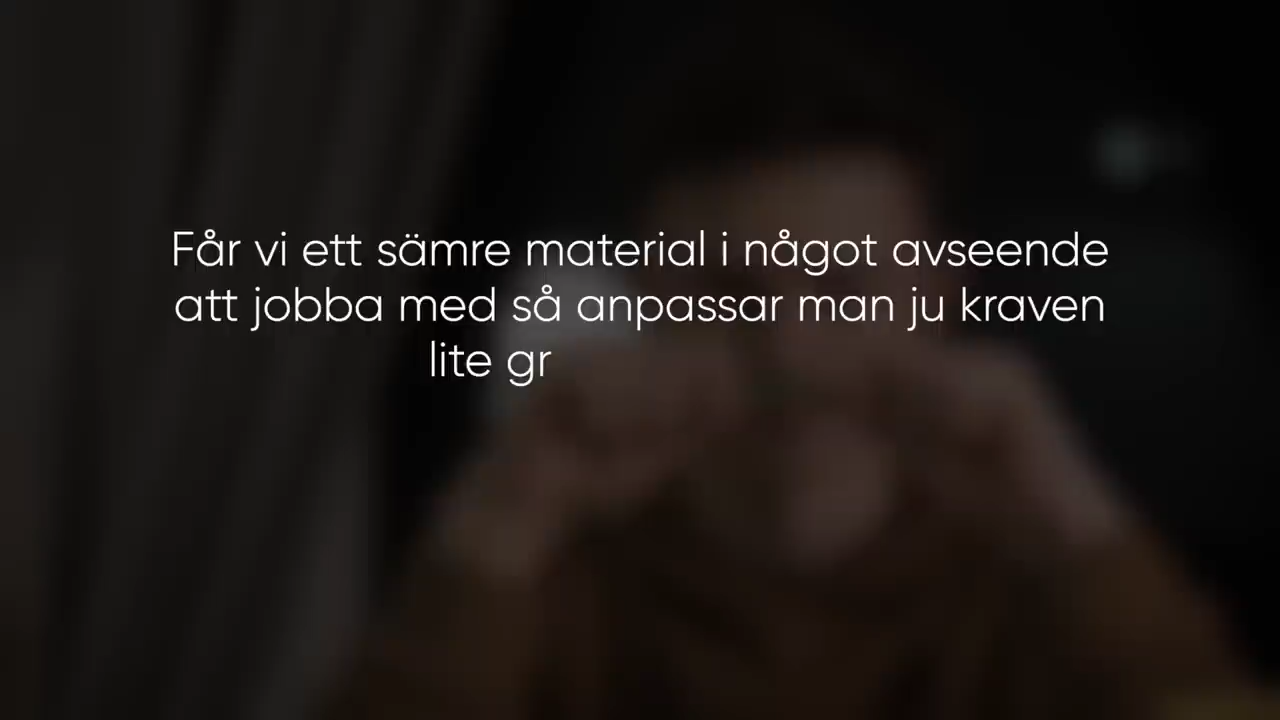 Får vi ett sämre material i något avseende
att jobba med så anpassar man ju kraven
lite gr